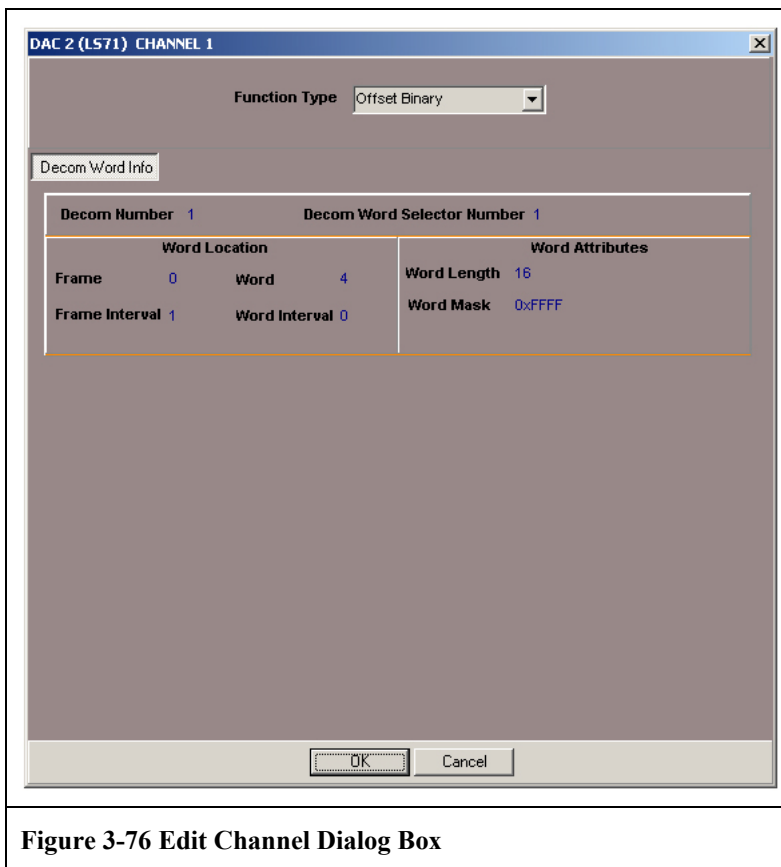 DAC 2 (LS71) CHANNEL 1
Function Type Offset Binary
Decom Word Info
Decom Number 1 Decom Word Selector Number 1
Word Location Word Attributes
Frame 0 Word 4 Word Length 16
Frame Interval 1 Word Interval 0 Word Mask 0xFFFF
OK Cancel
Figure 3-76 Edit Channel Dialog Box